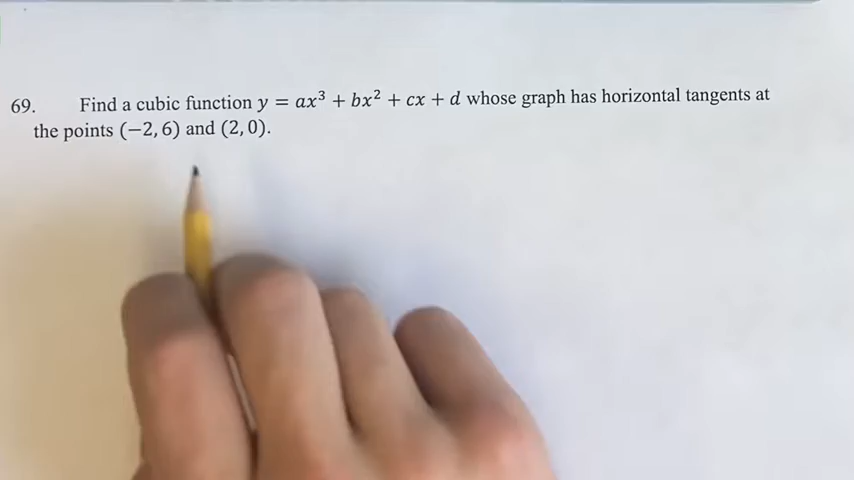 69. Find a cubic function y = ax³ + bx² + cx + d whose graph has horizontal tangents at
the points (−2, 6) and (2, 0).